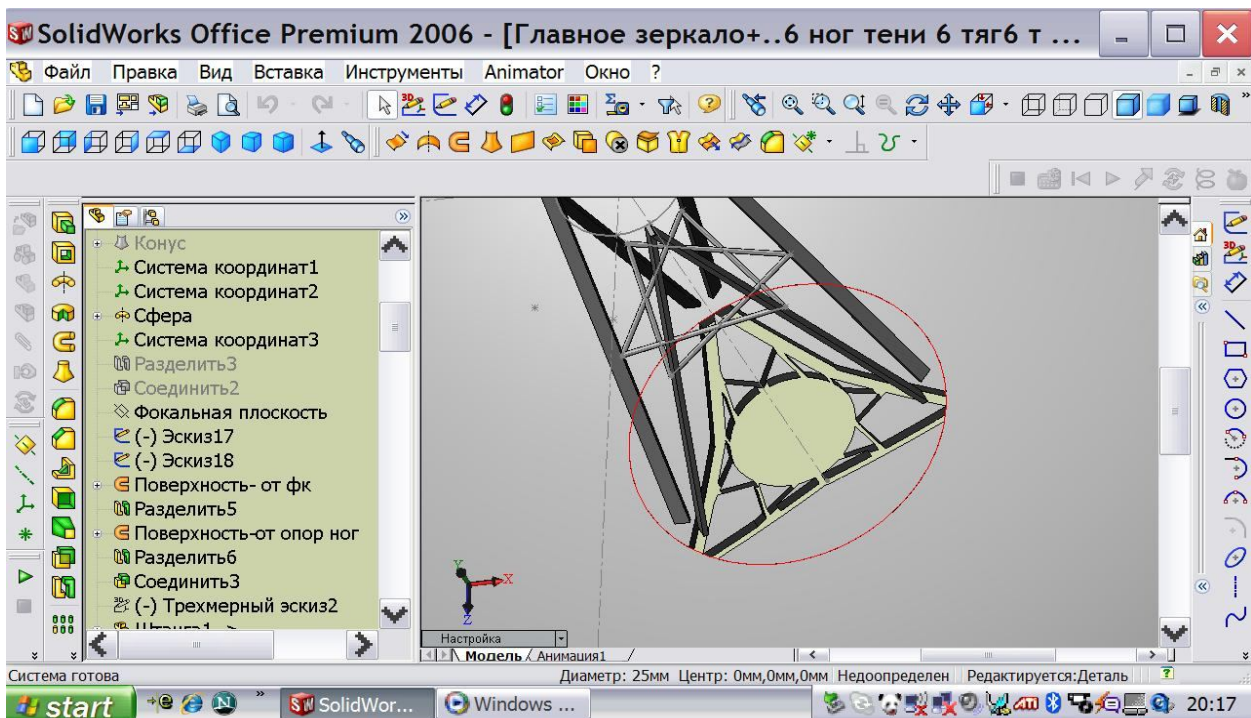 SolidWorks Office Premium 2006 - [Главное зеркало+..6 ног тени 6 тяг6 т ...
Файл Правка Вид Вставка Инструменты Animator Окно ?
Конус
Система координат1
Система координат2
Сфера
Система координат3
Разделить3
Соединить2
Фокальная плоскость
(-) Эскиз17
(-) Эскиз18
Поверхность- от фк
Разделить5
Поверхность-от опор ног
Разделить6
Соединить3
(-) Трехмерный эскиз2
Y X Z
Настройка
Модель Анимация1
Система готова Диаметр: 25мм Центр: 0мм,0мм,0мм Недоопределен Редактируется:Деталь
start SolidWor... Windows ... 20:17